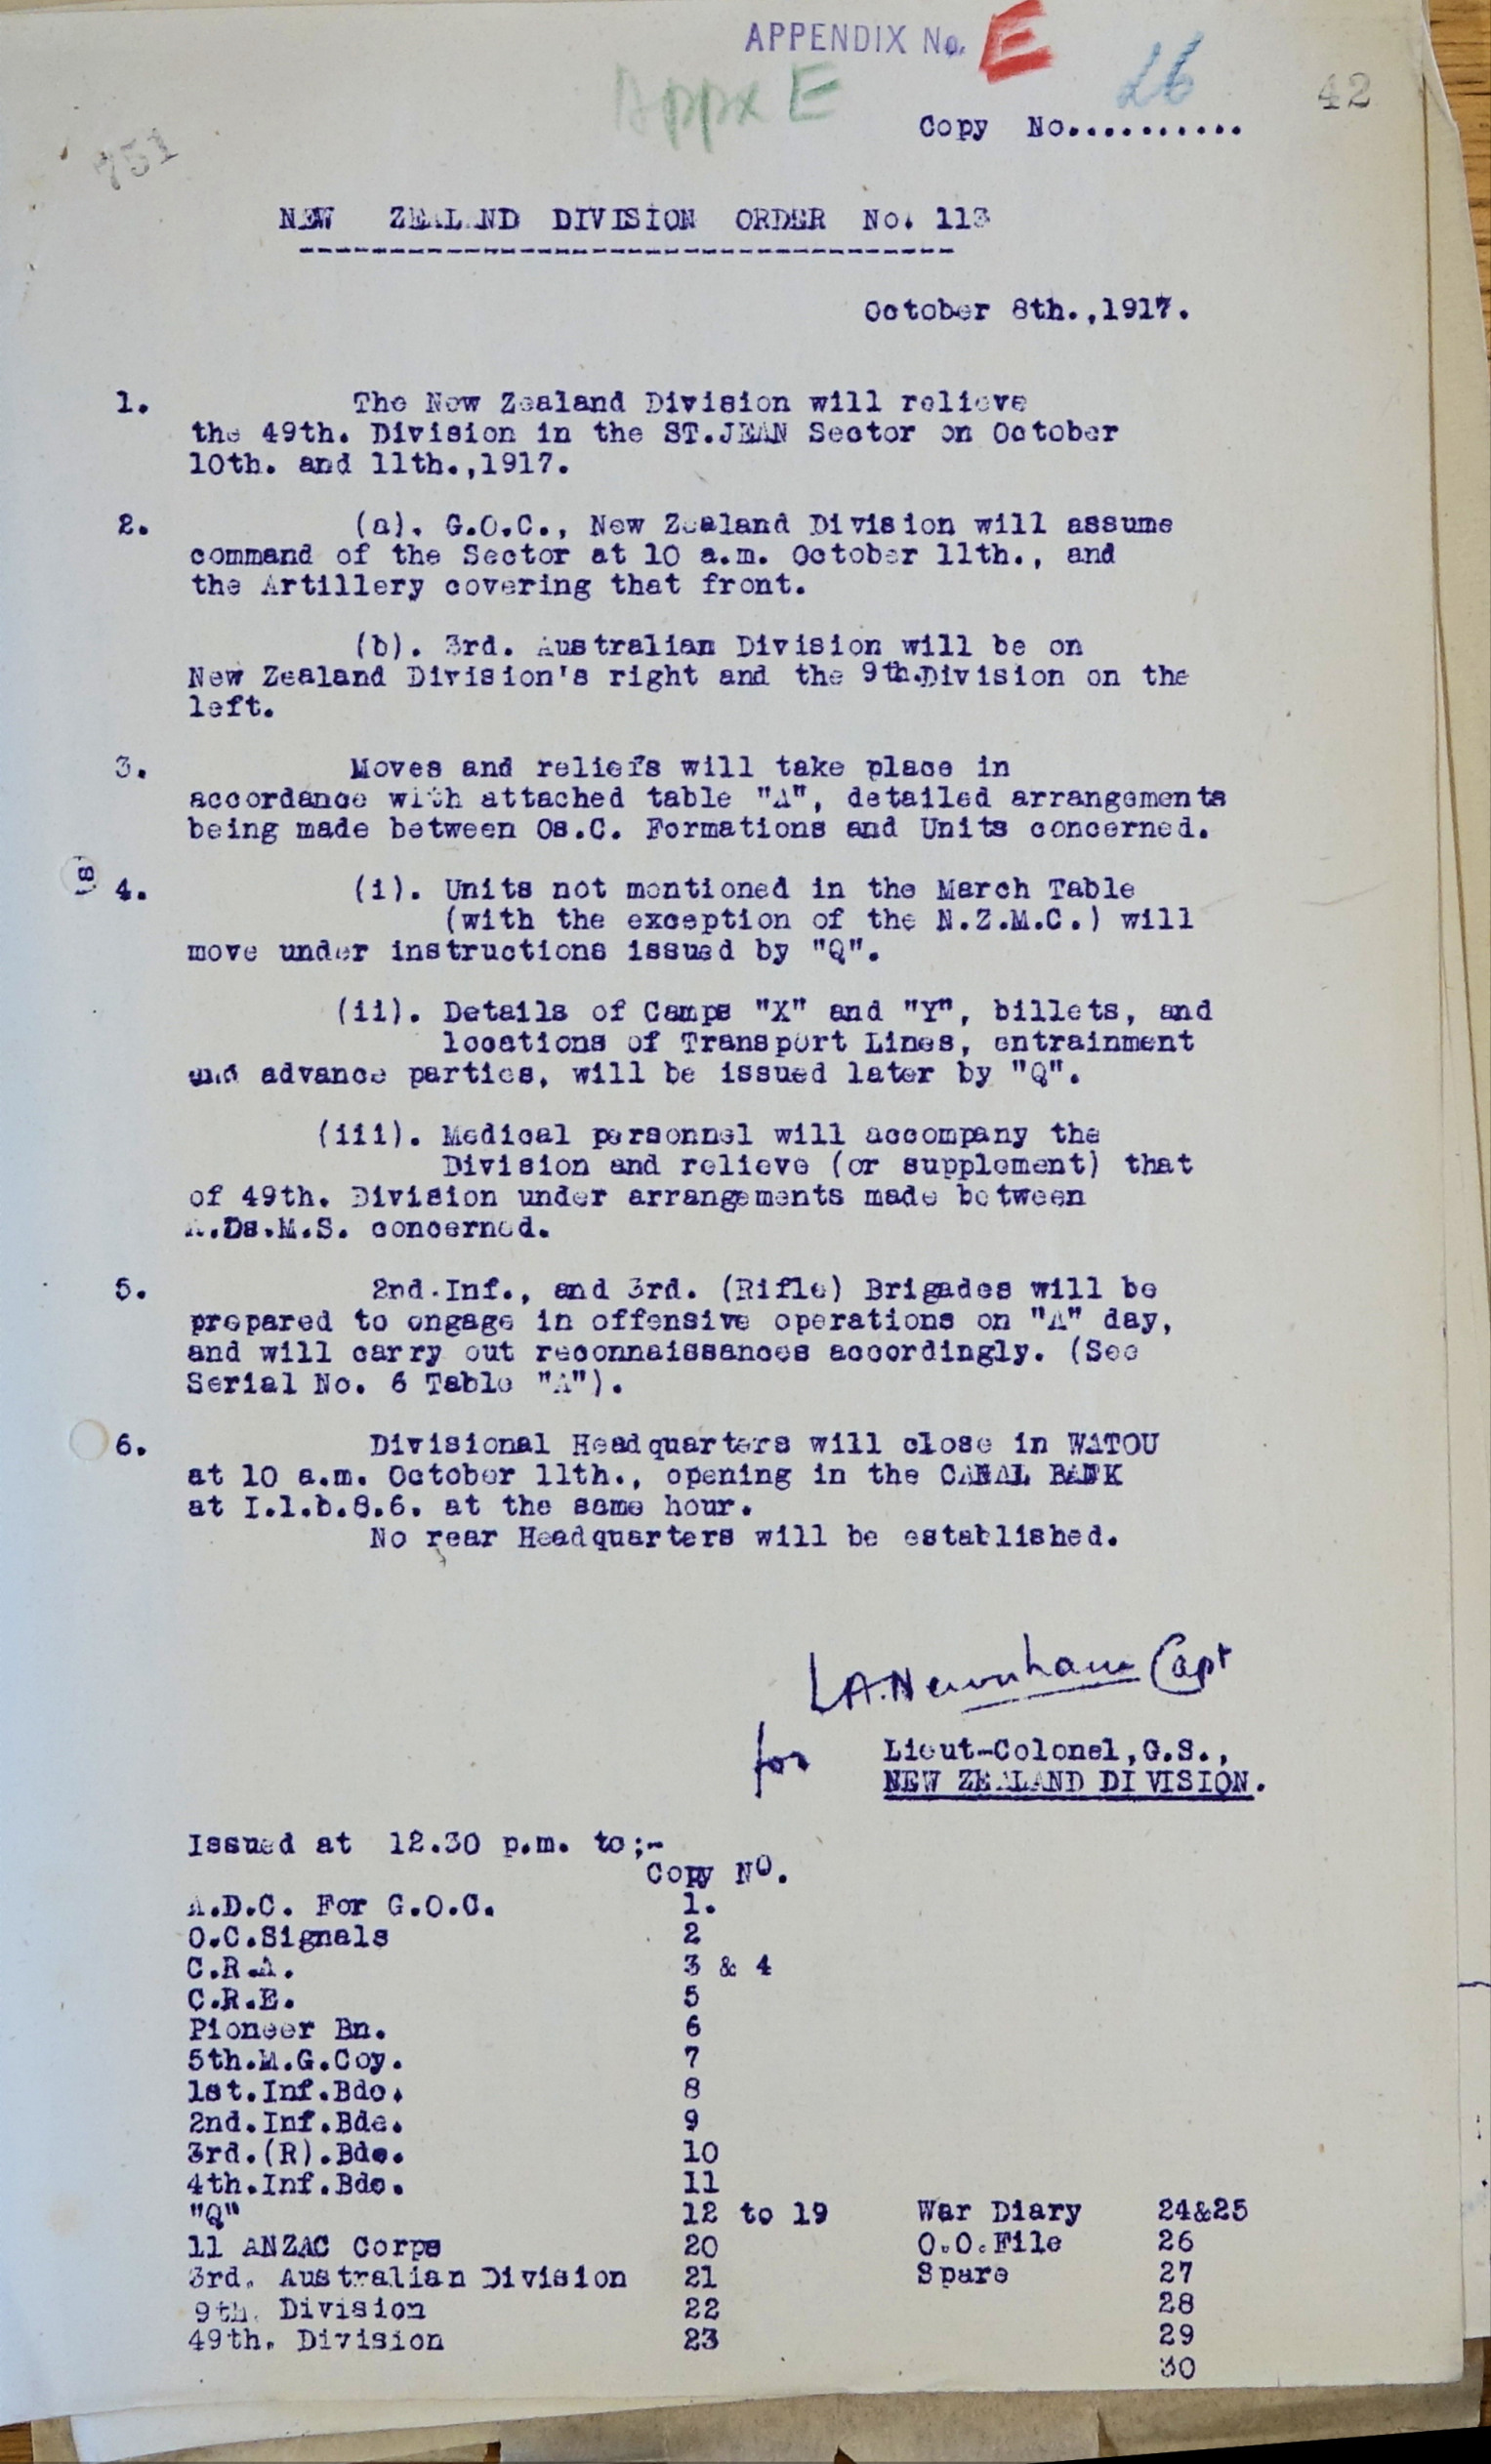 APPENDIX No. E
Appx E
26
42
Copy No...........
751
NEW ZEALAND DIVISION ORDER No. 113
-------------------------------------
October 8th.,1917.
1. The New Zealand Division will relieve
the 49th. Division in the ST.JEAN Sector on October
10th. and 11th.,1917.
2. (a). G.O.C., New Zealand Division will assume
command of the Sector at 10 a.m. October 11th., and
the Artillery covering that front.
(b). 3rd. Australian Division will be on
New Zealand Division's right and the 9th.Division on the
left.
3. Moves and reliefs will take place in
accordance with attached table "A", detailed arrangements
being made between Os.C. Formations and Units concerned.
4. (i). Units not mentioned in the March Table
(with the exception of the N.Z.M.C.) will
move under instructions issued by "Q".
(ii). Details of Camps "X" and "Y", billets, and
locations of Transport Lines, entrainment
and advance parties, will be issued later by "Q".
(iii). Medical personnel will accompany the
Division and relieve (or supplement) that
of 49th. Division under arrangements made between
A.Ds.M.S. concerned.
5. 2nd.Inf., and 3rd. (Rifle) Brigades will be
prepared to engage in offensive operations on "A" day,
and will carry out reconnaissances accordingly. (See
Serial No. 6 Table "A").
6. Divisional Headquarters will close in WATOU
at 10 a.m. October 11th., opening in the CANAL BANK
at I.1.b.8.6. at the same hour.
No rear Headquarters will be established.
L.A.Newnham Capt
for Lieut-Colonel,G.S.,
NEW ZEALAND DIVISION.
Issued at 12.30 p.m. to;-
Copy NO.
A.D.C. For G.O.C. 1.
O.C.Signals 2
C.R.A. 3 & 4
C.R.E. 5
Pioneer Bn. 6
5th.M.G.Coy. 7
1st.Inf.Bde. 8
2nd.Inf.Bde. 9
3rd.(R).Bde. 10
4th.Inf.Bde. 11
"Q" 12 to 19 War Diary 24&25
11 ANZAC Corps 20 O.O.File 26
3rd. Australian Division 21 Spare 27
9th. Division 22 28
49th. Division 23 29
30